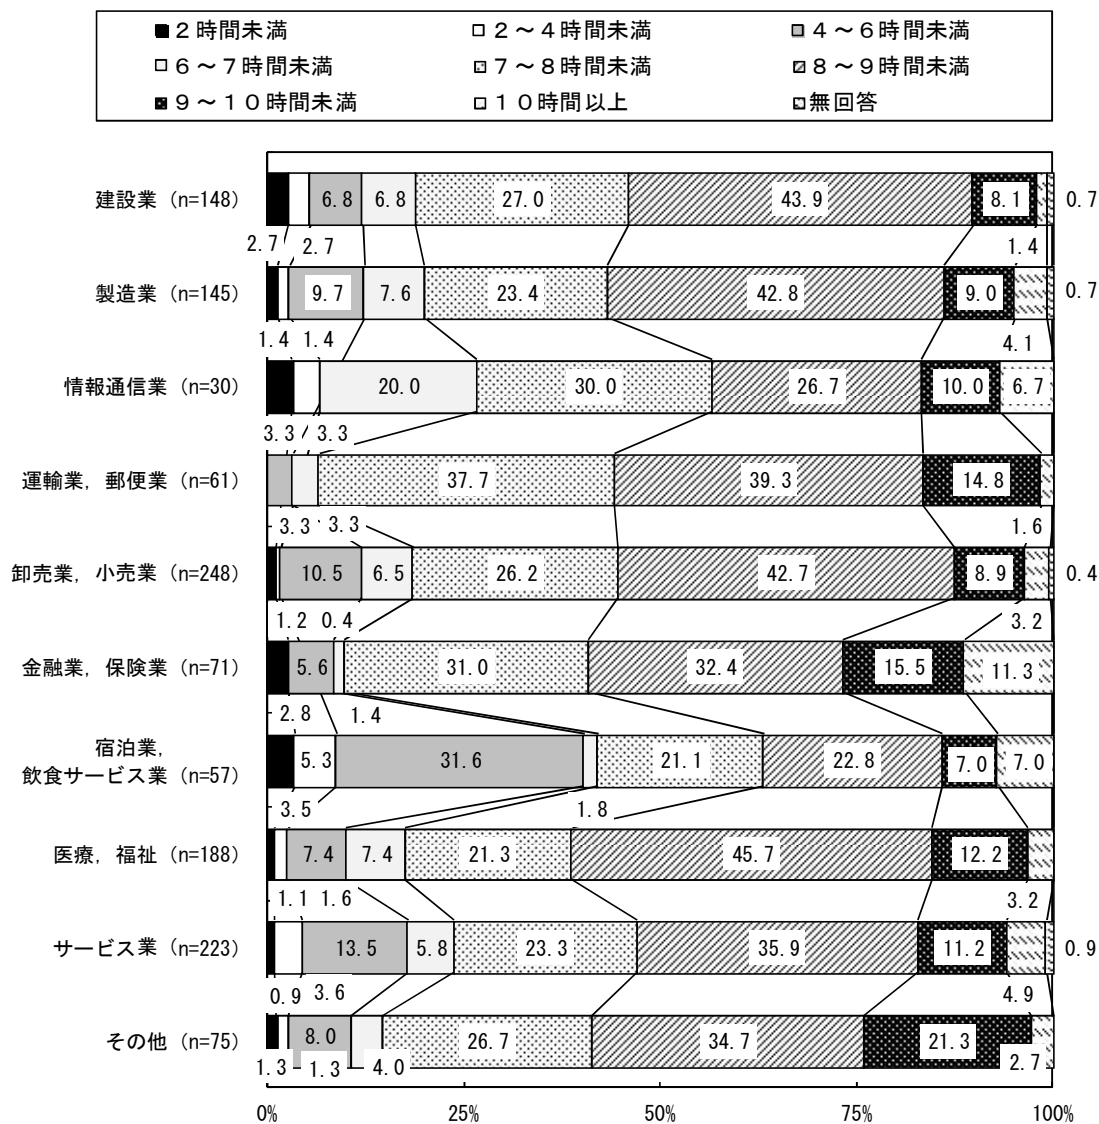 ■２時間未満 □２～４時間未満 ■４～６時間未満
□６～７時間未満 □７～８時間未満 □８～９時間未満
■９～１０時間未満 □１０時間以上 □無回答
建設業 (n=148) 6.8 6.8 27.0 43.9 8.1 0.7
2.7 2.7 1.4
製造業 (n=145) 9.7 7.6 23.4 42.8 9.0 0.7
1.4 1.4 4.1
情報通信業 (n=30) 20.0 30.0 26.7 10.0 6.7
3.3 3.3
運輸業，郵便業 (n=61) 37.7 39.3 14.8
3.3 3.3 1.6
卸売業，小売業 (n=248) 10.5 6.5 26.2 42.7 8.9 0.4
1.2 0.4 3.2
金融業，保険業 (n=71) 5.6 31.0 32.4 15.5 11.3
2.8 1.4
宿泊業，
飲食サービス業 (n=57) 5.3 31.6 21.1 22.8 7.0 7.0
3.5 1.8
医療，福祉 (n=188) 7.4 7.4 21.3 45.7 12.2
1.1 1.6 3.2
サービス業 (n=223) 13.5 5.8 23.3 35.9 11.2 0.9
0.9 3.6 4.9
その他 (n=75) 8.0 26.7 34.7 21.3
1.3 1.3 4.0 2.7
0% 25% 50% 75% 100%